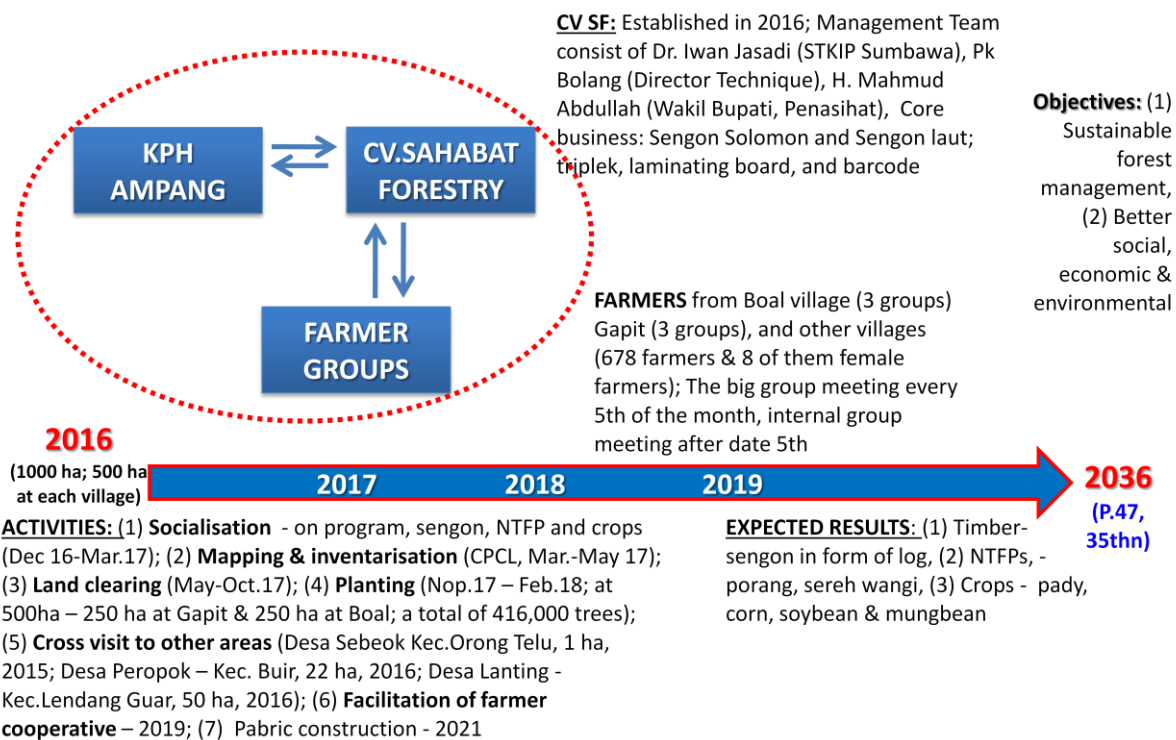 CV SF: Established in 2016; Management Team
consist of Dr. Iwan Jasadi (STKIP Sumbawa), Pk
Bolang (Director Technique), H. Mahmud
Abdullah (Wakil Bupati, Penasihat), Core
business: Sengon Solomon and Sengon laut;
triplek, laminating board, and barcode
Objectives: (1)
Sustainable
forest
management,
(2) Better
social,
economic &
environmental
KPH
AMPANG
CV.SAHABAT
FORESTRY
FARMER
GROUPS
FARMERS from Boal village (3 groups)
Gapit (3 groups), and other villages
(678 farmers & 8 of them female
farmers); The big group meeting every
5th of the month, internal group
meeting after date 5th
2016
(1000 ha; 500 ha
at each village)
2017
2018
2019
2036
(P.47,
35thn)
ACTIVITIES: (1) Socialisation - on program, sengon, NTFP and crops
(Dec 16-Mar.17); (2) Mapping & inventarisation (CPCL, Mar.-May 17);
(3) Land clearing (May-Oct.17); (4) Planting (Nop.17 – Feb.18; at
500ha – 250 ha at Gapit & 250 ha at Boal; a total of 416,000 trees);
(5) Cross visit to other areas (Desa Sebeok Kec.Orong Telu, 1 ha,
2015; Desa Peropok – Kec. Buir, 22 ha, 2016; Desa Lanting -
Kec.Lendang Guar, 50 ha, 2016); (6) Facilitation of farmer
cooperative – 2019; (7) Pabric construction - 2021
EXPECTED RESULTS: (1) Timber-
sengon in form of log, (2) NTFPs, -
porang, sereh wangi, (3) Crops - pady,
corn, soybean & mungbean